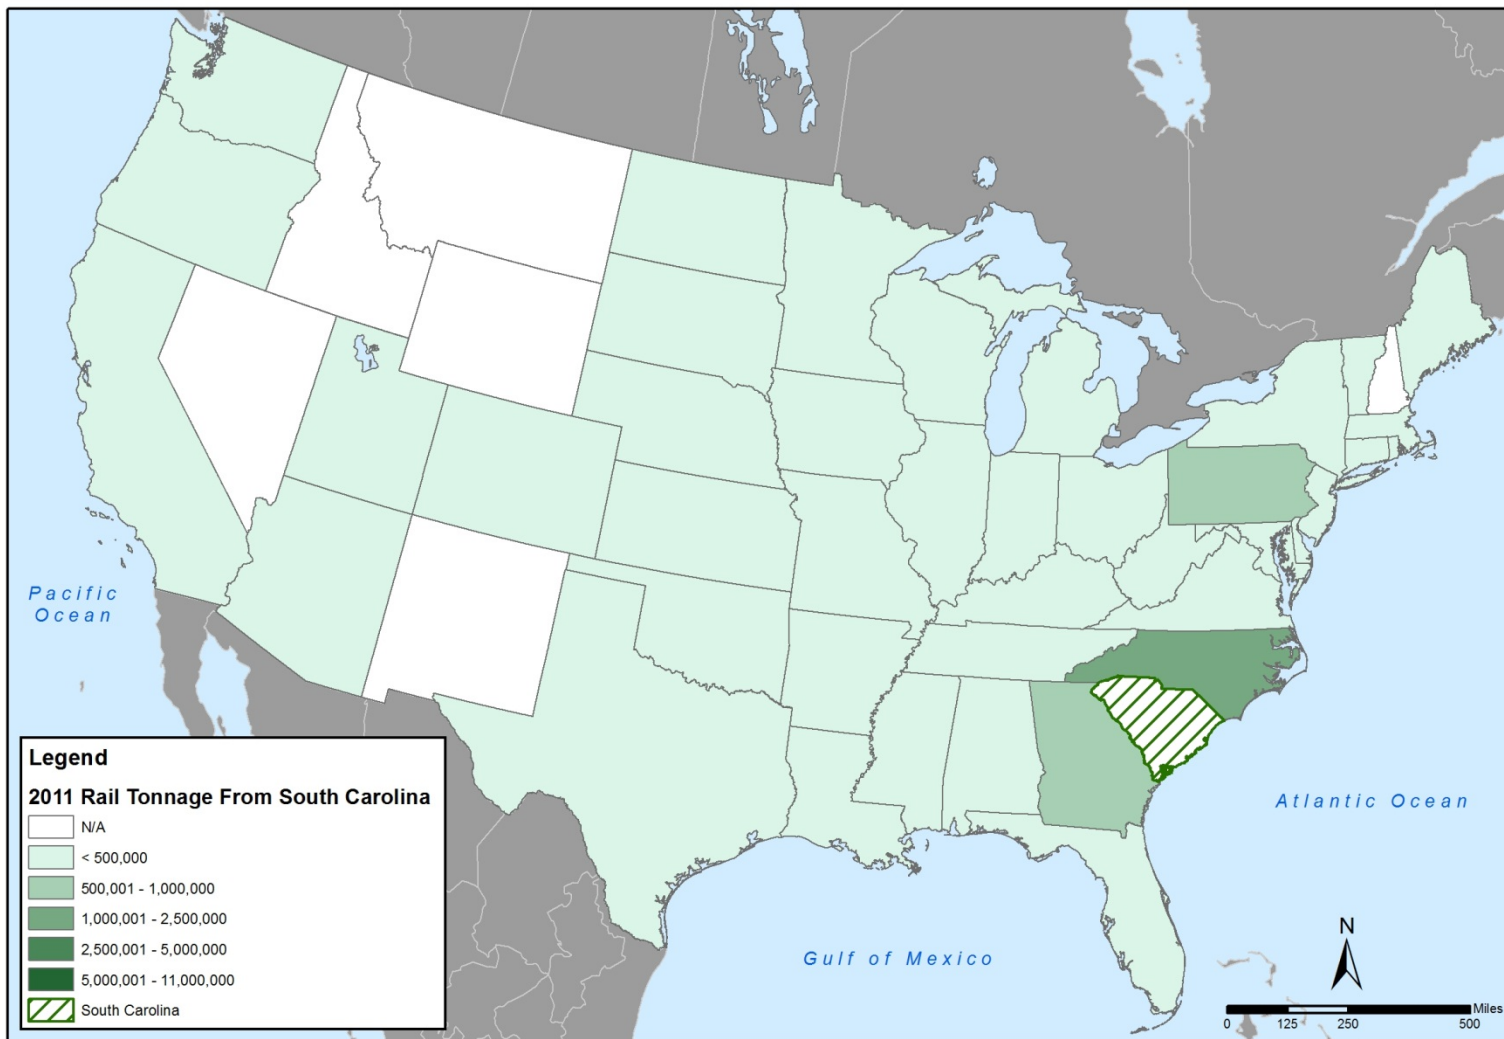 Pacific
Ocean
Atlantic Ocean
Gulf of Mexico
Legend
2011 Rail Tonnage From South Carolina
N/A
< 500,000
500,001 - 1,000,000
1,000,001 - 2,500,000
2,500,001 - 5,000,000
5,000,001 - 11,000,000
South Carolina
N
Miles
0 125 250 500